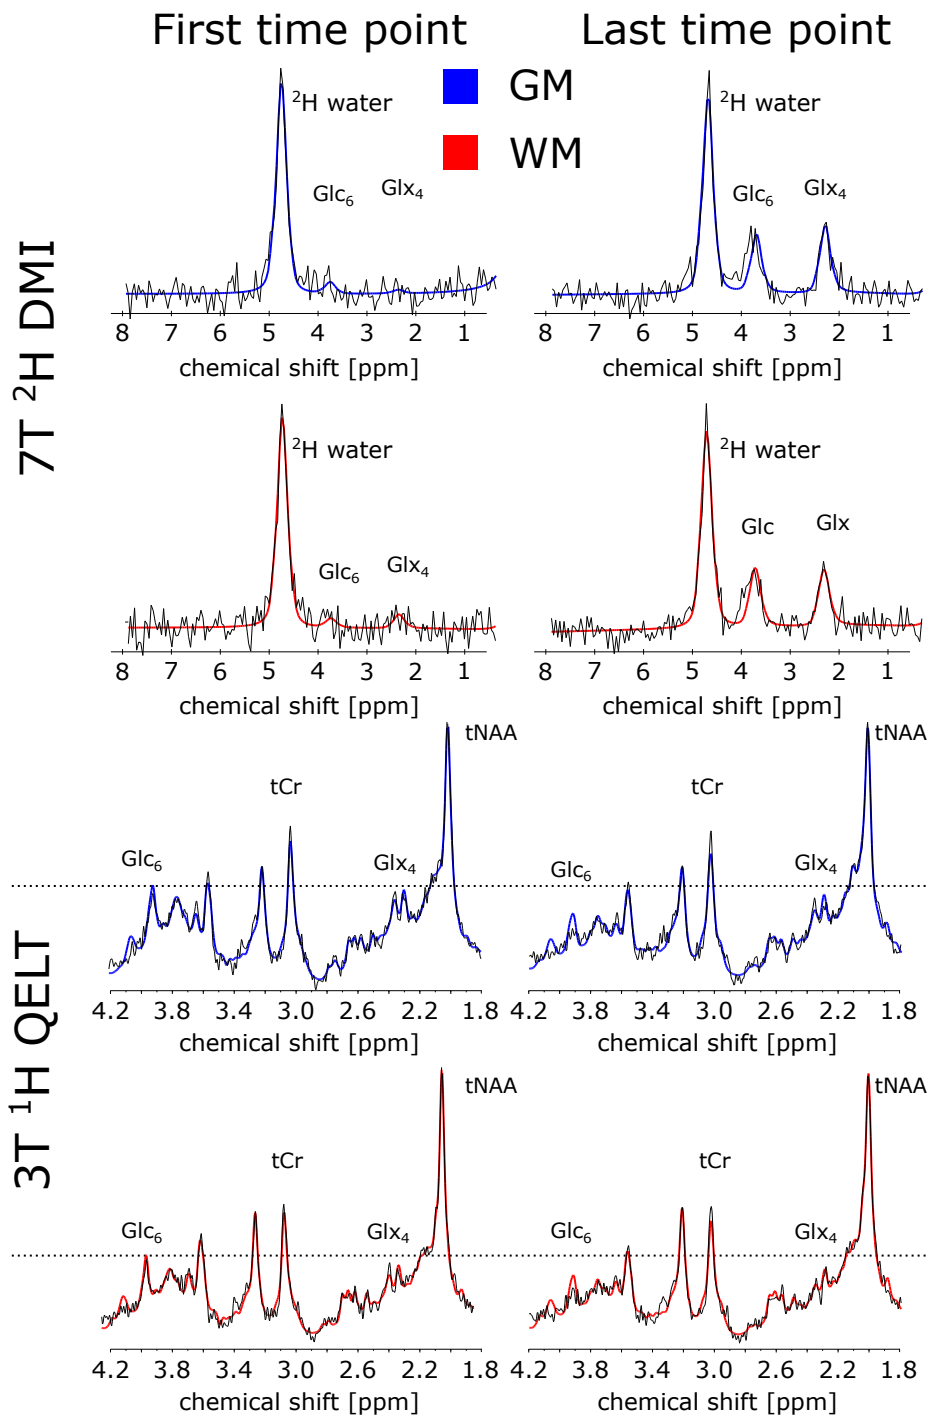 First time point
Last time point
GM
WM
7T ²H DMI
²H water
Glc₆
Glx₄
8 7 6 5 4 3 2 1
chemical shift [ppm]
²H water
Glc₆
Glx₄
8 7 6 5 4 3 2 1
chemical shift [ppm]
²H water
Glc₆
Glx₄
8 7 6 5 4 3 2 1
chemical shift [ppm]
²H water
Glc
Glx
8 7 6 5 4 3 2 1
chemical shift [ppm]
3T ¹H QELT
tNAA
tCr
Glc₆
Glx₄
4.2 3.8 3.4 3.0 2.6 2.2 1.8
chemical shift [ppm]
tNAA
tCr
Glc₆
Glx₄
4.2 3.8 3.4 3.0 2.6 2.2 1.8
chemical shift [ppm]
tNAA
tCr
Glc₆
Glx₄
4.2 3.8 3.4 3.0 2.6 2.2 1.8
chemical shift [ppm]
tNAA
tCr
Glc₆
Glx₄
4.2 3.8 3.4 3.0 2.6 2.2 1.8
chemical shift [ppm]